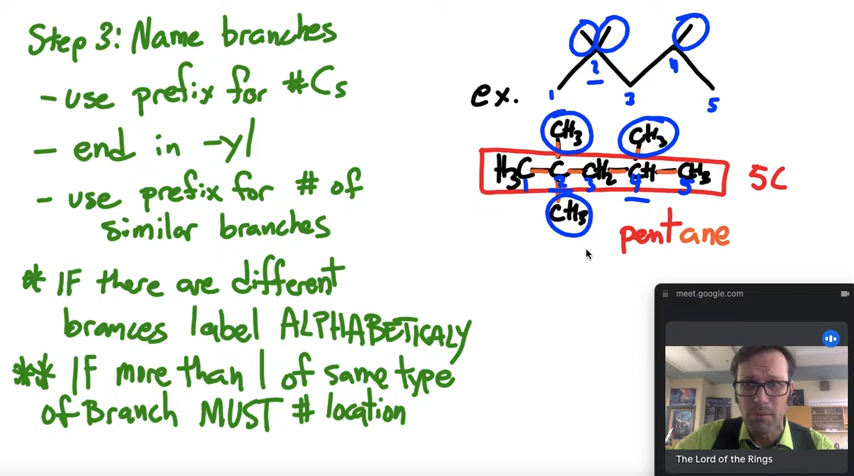 Step 3: Name branches
- use prefix for #Cs
- end in -yl
- use prefix for # of
similar branches
* IF there are different
brances label ALPHABETICALY
** IF more than 1 of same type
of Branch MUST # location
ex.
1 2 3 4 5
CH3 CH3
H3C-C-CH2-CH-CH3
1 2 3 4 5
CH3
5C
pentane
meet.google.com
The Lord of the Rings